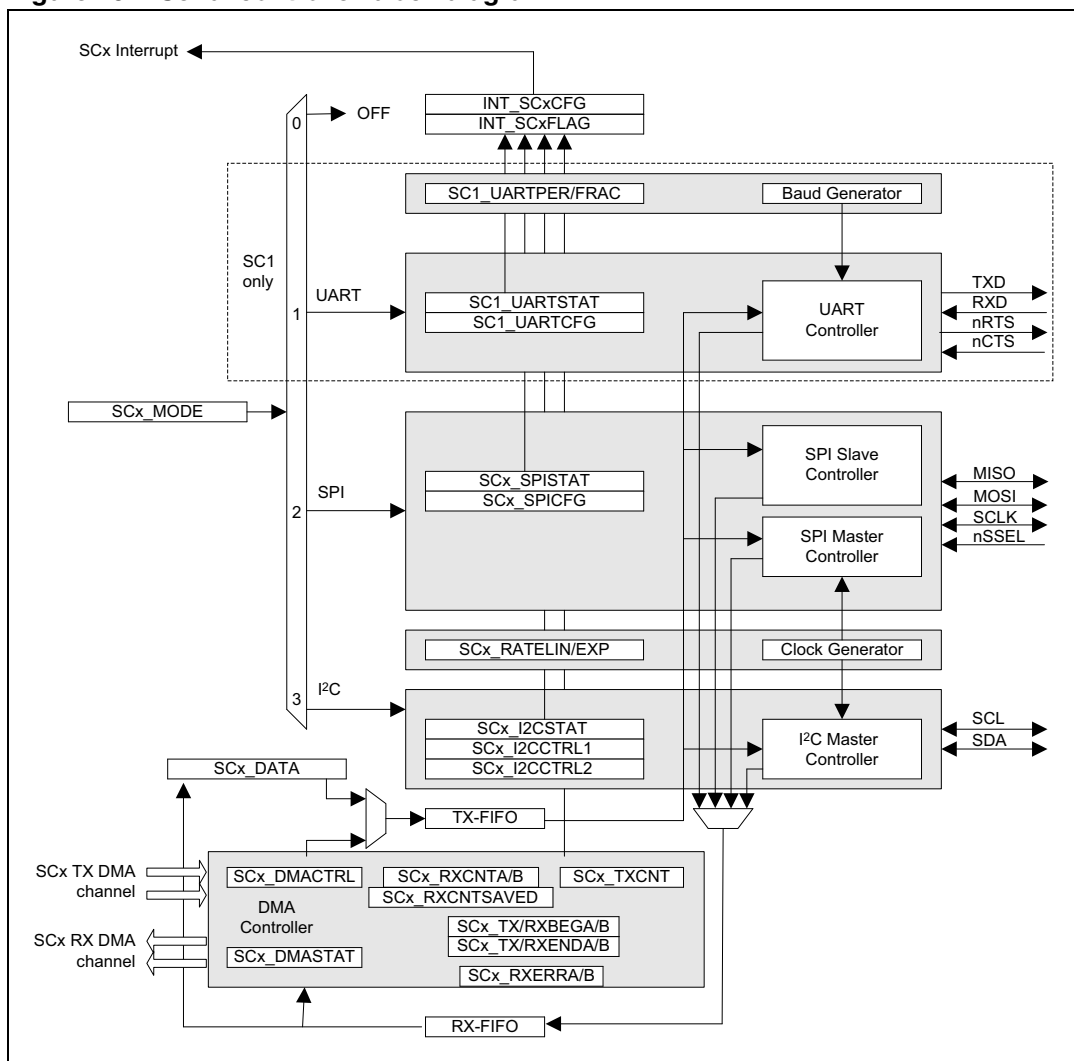 SCx Interrupt
INT_SCxCFG
INT_SCxFLAG
0
OFF
SC1_UARTPER/FRAC
Baud Generator
SC1
only
1
UART
SC1_UARTSTAT
SC1_UARTCFG
UART
Controller
TXD
RXD
nRTS
nCTS
SCx_MODE
2
SPI
SCx_SPISTAT
SCx_SPICFG
SPI Slave
Controller
SPI Master
Controller
MISO
MOSI
SCLK
nSSEL
SCx_RATELIN/EXP
Clock Generator
3
I²C
SCx_I2CSTAT
SCx_I2CCTRL1
SCx_I2CCTRL2
I²C Master
Controller
SCL
SDA
SCx_DATA
TX-FIFO
SCx TX DMA
channel
SCx RX DMA
channel
SCx_DMACTRL
DMA
Controller
SCx_DMASTAT
SCx_RXCNTA/B
SCx_RXCNTSAVED
SCx_TXCNT
SCx_TX/RXBEGA/B
SCx_TX/RXENDA/B
SCx_RXERRA/B
RX-FIFO